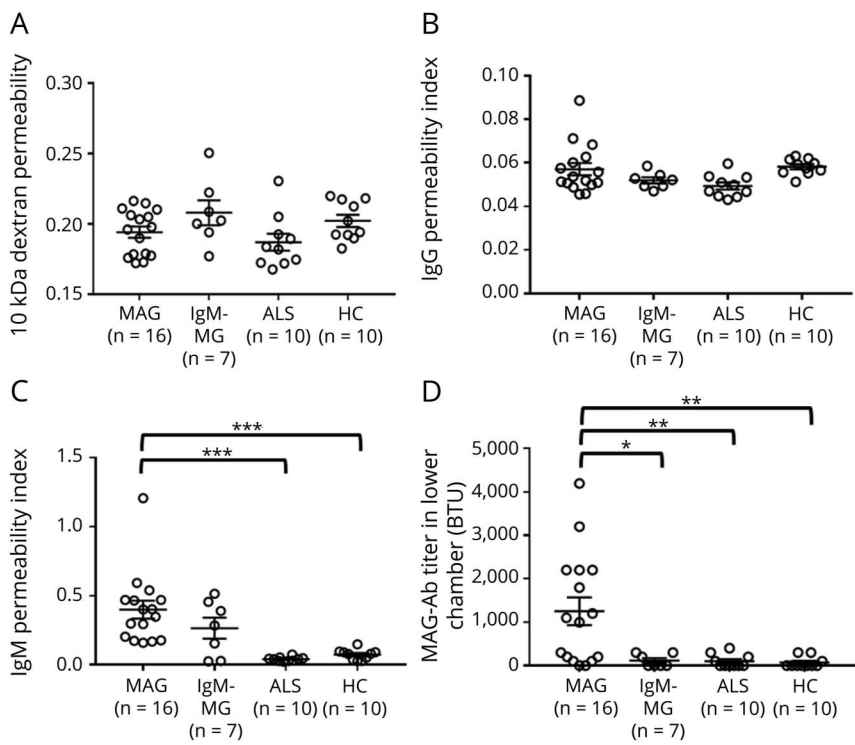 A
10 kDa dextran permeability
0.30
0.25
0.20
0.15
MAG
(n = 16)
IgM-
MG
(n = 7)
ALS
(n = 10)
HC
(n = 10)
B
IgG permeability index
0.10
0.08
0.06
0.04
0.02
0.00
MAG
(n = 16)
IgM-
MG
(n = 7)
ALS
(n = 10)
HC
(n = 10)
C
IgM permeability index
1.5
1.0
0.5
0.0
***
***
MAG
(n = 16)
IgM-
MG
(n = 7)
ALS
(n = 10)
HC
(n = 10)
D
MAG-Ab titer in lower
chamber (BTU)
5,000
4,000
3,000
2,000
1,000
0
**
**
*
MAG
(n = 16)
IgM-
MG
(n = 7)
ALS
(n = 10)
HC
(n = 10)